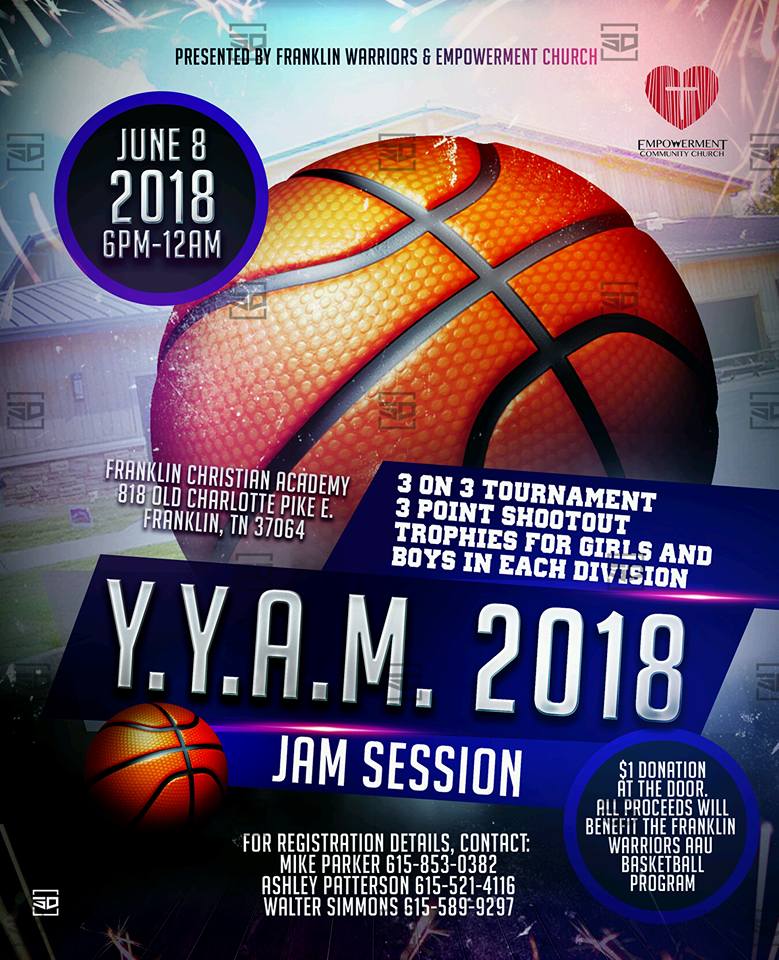 PRESENTED BY FRANKLIN WARRIORS & EMPOWERMENT CHURCH
EMPOWERMENT
COMMUNITY CHURCH
JUNE 8
2018
6PM-12AM
FRANKLIN CHRISTIAN ACADEMY
818 OLD CHARLOTTE PIKE E.
FRANKLIN, TN 37064
3 ON 3 TOURNAMENT
3 POINT SHOOTOUT
TROPHIES FOR GIRLS AND
BOYS IN EACH DIVISION
Y.Y.A.M. 2018
JAM SESSION
$1 DONATION
AT THE DOOR.
ALL PROCEEDS WILL
BENEFIT THE FRANKLIN
WARRIORS AAU
BASKETBALL
PROGRAM
FOR REGISTRATION DETAILS, CONTACT:
MIKE PARKER 615-853-0382
ASHLEY PATTERSON 615-521-4116
WALTER SIMMONS 615-589-9297